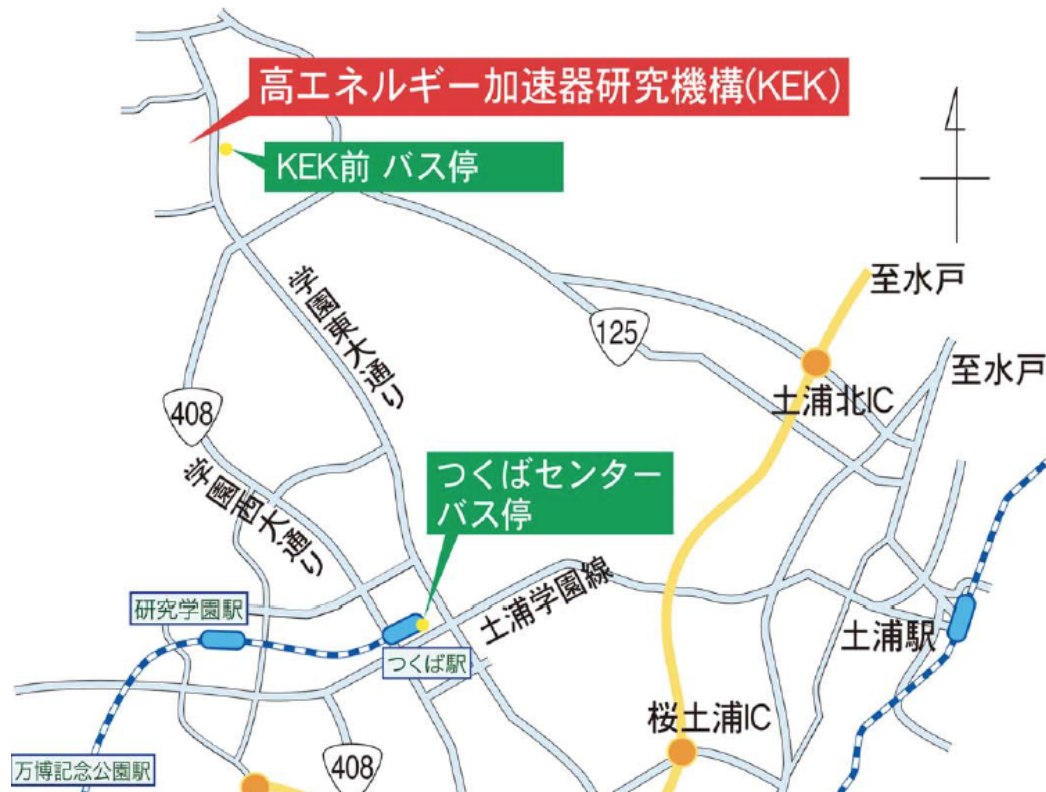 高エネルギー加速器研究機構(KEK)
KEK前 バス停
至水戸
学園東大通り
125
至水戸
土浦北IC
408
つくばセンター
バス停
学園西大通り
土浦学園線
研究学園駅
つくば駅
土浦駅
桜土浦IC
万博記念公園駅
408